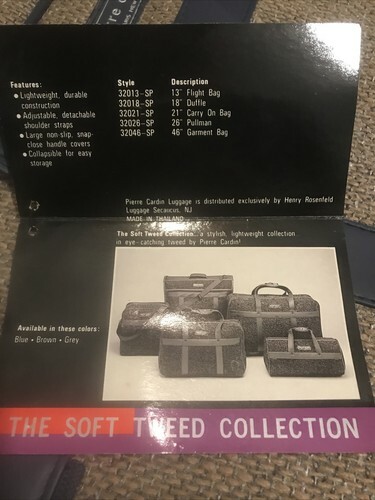 Features:
• Lightweight, durable
construction
• Adjustable, detachable
shoulder straps
• Large non-slip, snap-
close handle covers
• Collapsible for easy
storage
Style Description
32013-SP 13" Flight Bag
32018-SP 18" Duffle
32021-SP 21" Carry On Bag
32026-SP 26" Pullman
32046-SP 46" Garment Bag
Pierre Cardin Luggage is distributed exclusively by Henry Rosenfeld
Luggage Secaucus, NJ
MADE IN THAILAND
The Soft Tweed Collection... a stylish, lightweight collection
in eye-catching tweed by Pierre Cardin!
Available in these colors:
Blue • Brown • Grey
THE SOFT TWEED COLLECTION